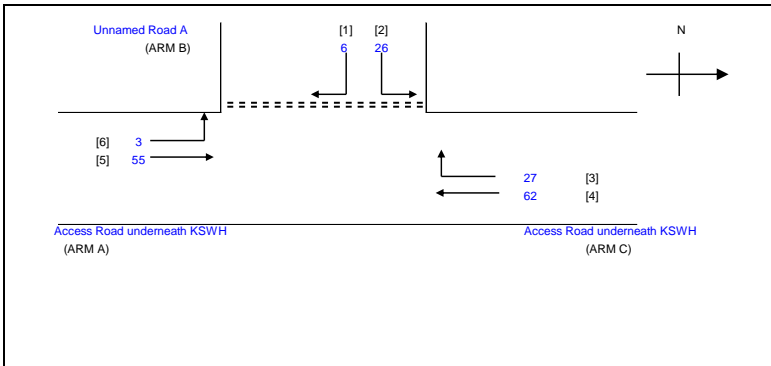 Unnamed Road A [1] [2] N
(ARM B) 6 26
[6] 3
[5] 55
27 [3]
62 [4]
Access Road underneath KSWH Access Road underneath KSWH
(ARM A) (ARM C)